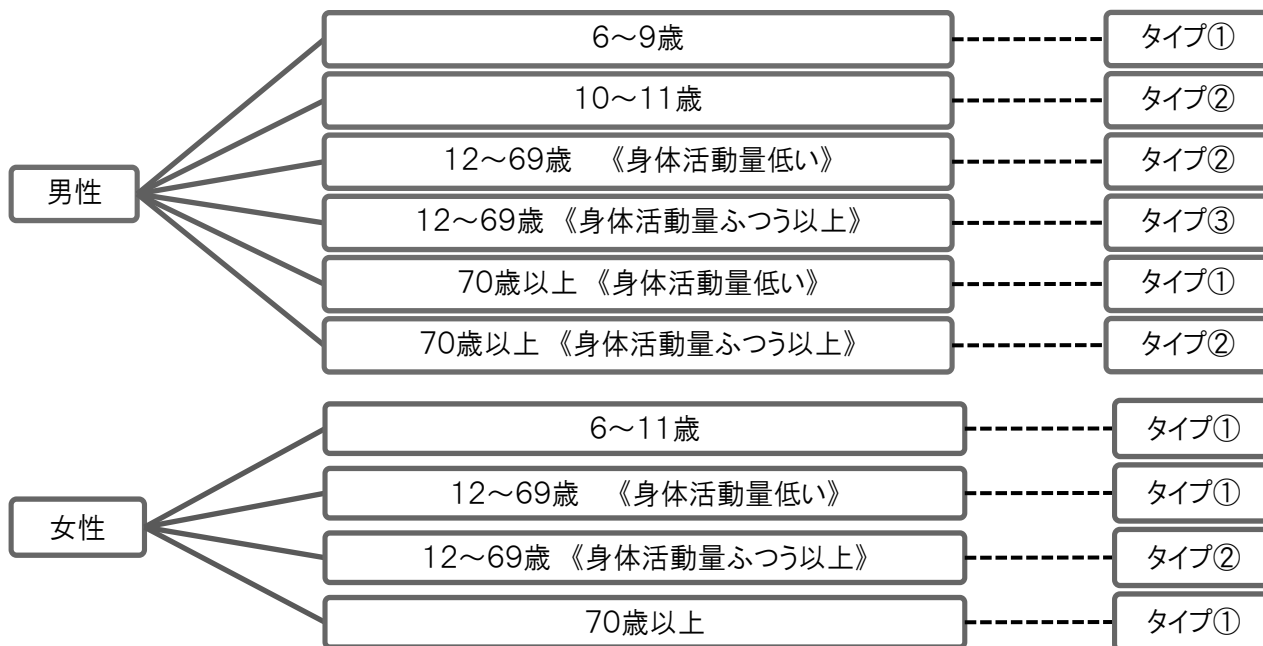 男性
6～9歳
タイプ①
10～11歳
タイプ②
12～69歳　《身体活動量低い》
タイプ②
12～69歳 《身体活動量ふつう以上》
タイプ③
70歳以上 《身体活動量低い》
タイプ①
70歳以上 《身体活動量ふつう以上》
タイプ②
女性
6～11歳
タイプ①
12～69歳　《身体活動量低い》
タイプ①
12～69歳 《身体活動量ふつう以上》
タイプ②
70歳以上
タイプ①